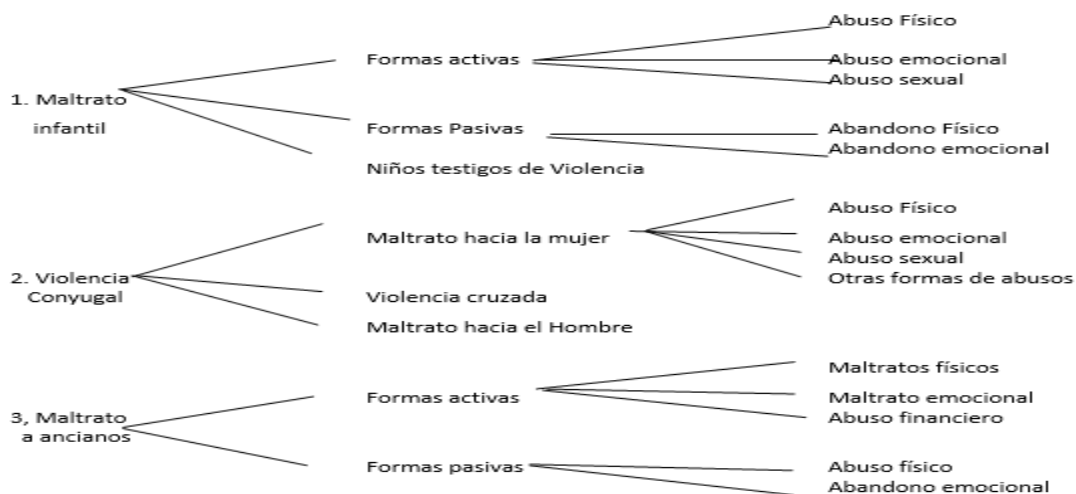 Abuso Físico
Formas activas
Abuso emocional
Abuso sexual
1. Maltrato
infantil
Formas Pasivas
Abandono Físico
Abandono emocional
Niños testigos de Violencia
Abuso Físico
Maltrato hacia la mujer
Abuso emocional
Abuso sexual
Otras formas de abusos
2. Violencia
Conyugal
Violencia cruzada
Maltrato hacia el Hombre
Maltratos físicos
Formas activas
Maltrato emocional
Abuso financiero
3, Maltrato
a ancianos
Formas pasivas
Abuso físico
Abandono emocional